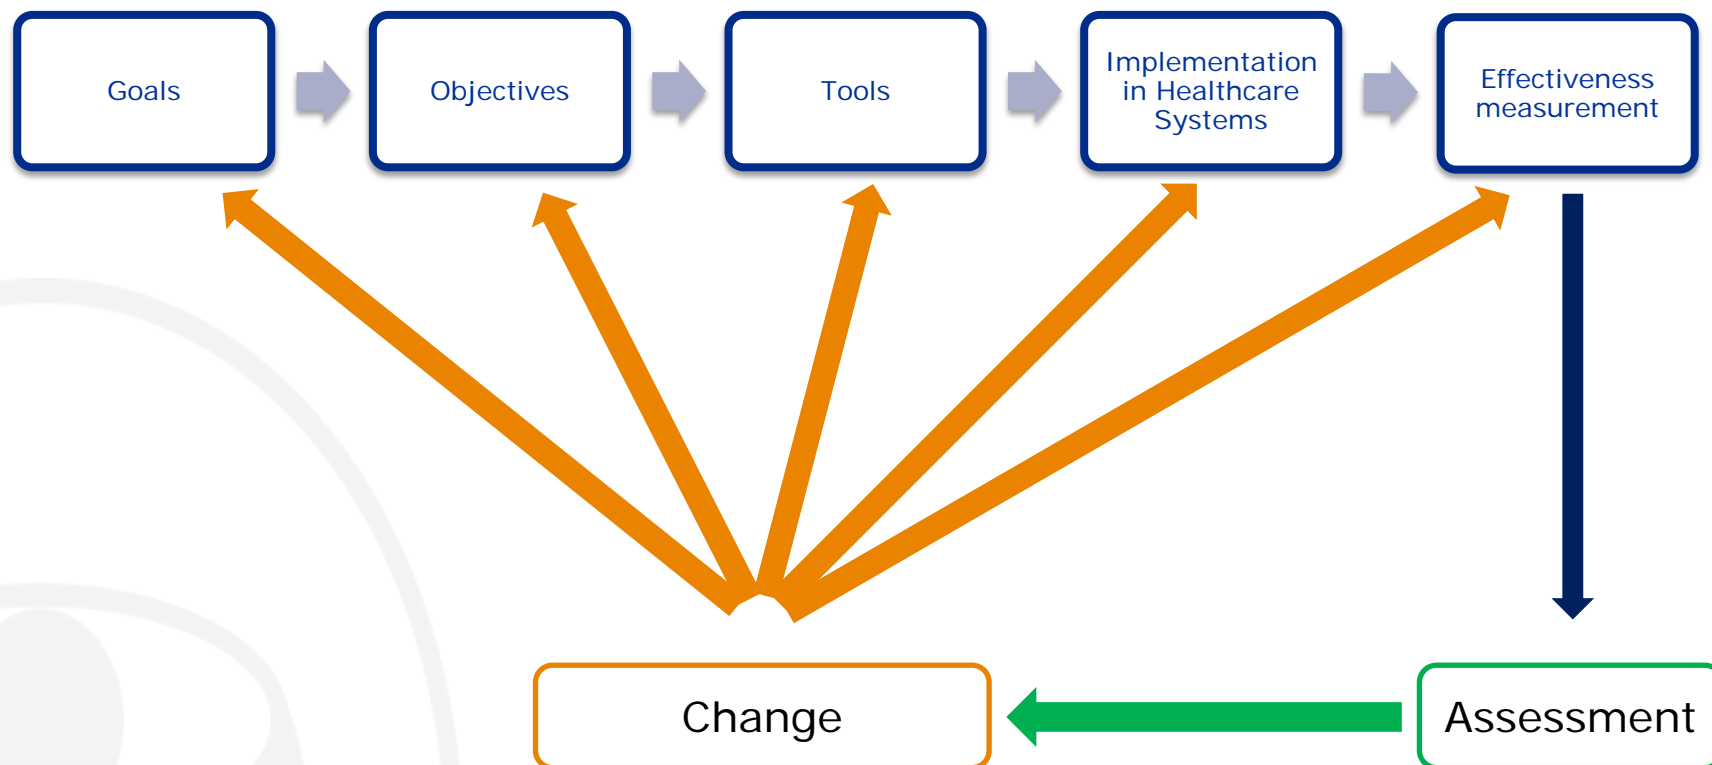 Goals
Objectives
Tools
Implementation
in Healthcare
Systems
Effectiveness
measurement
Change
Assessment